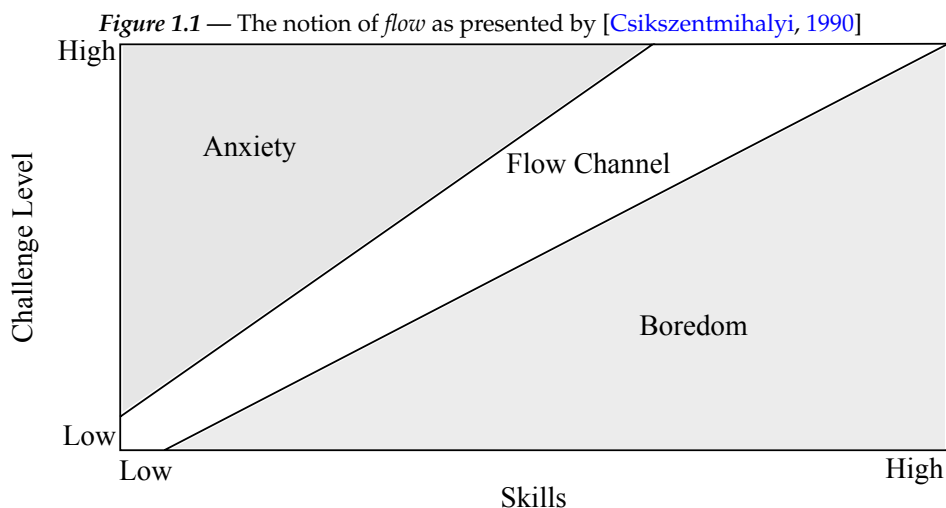 Figure 1.1 — The notion of flow as presented by [Csikszentmihalyi, 1990]
High
Anxiety
Flow Channel
Challenge Level
Boredom
Low
Low
High
Skills